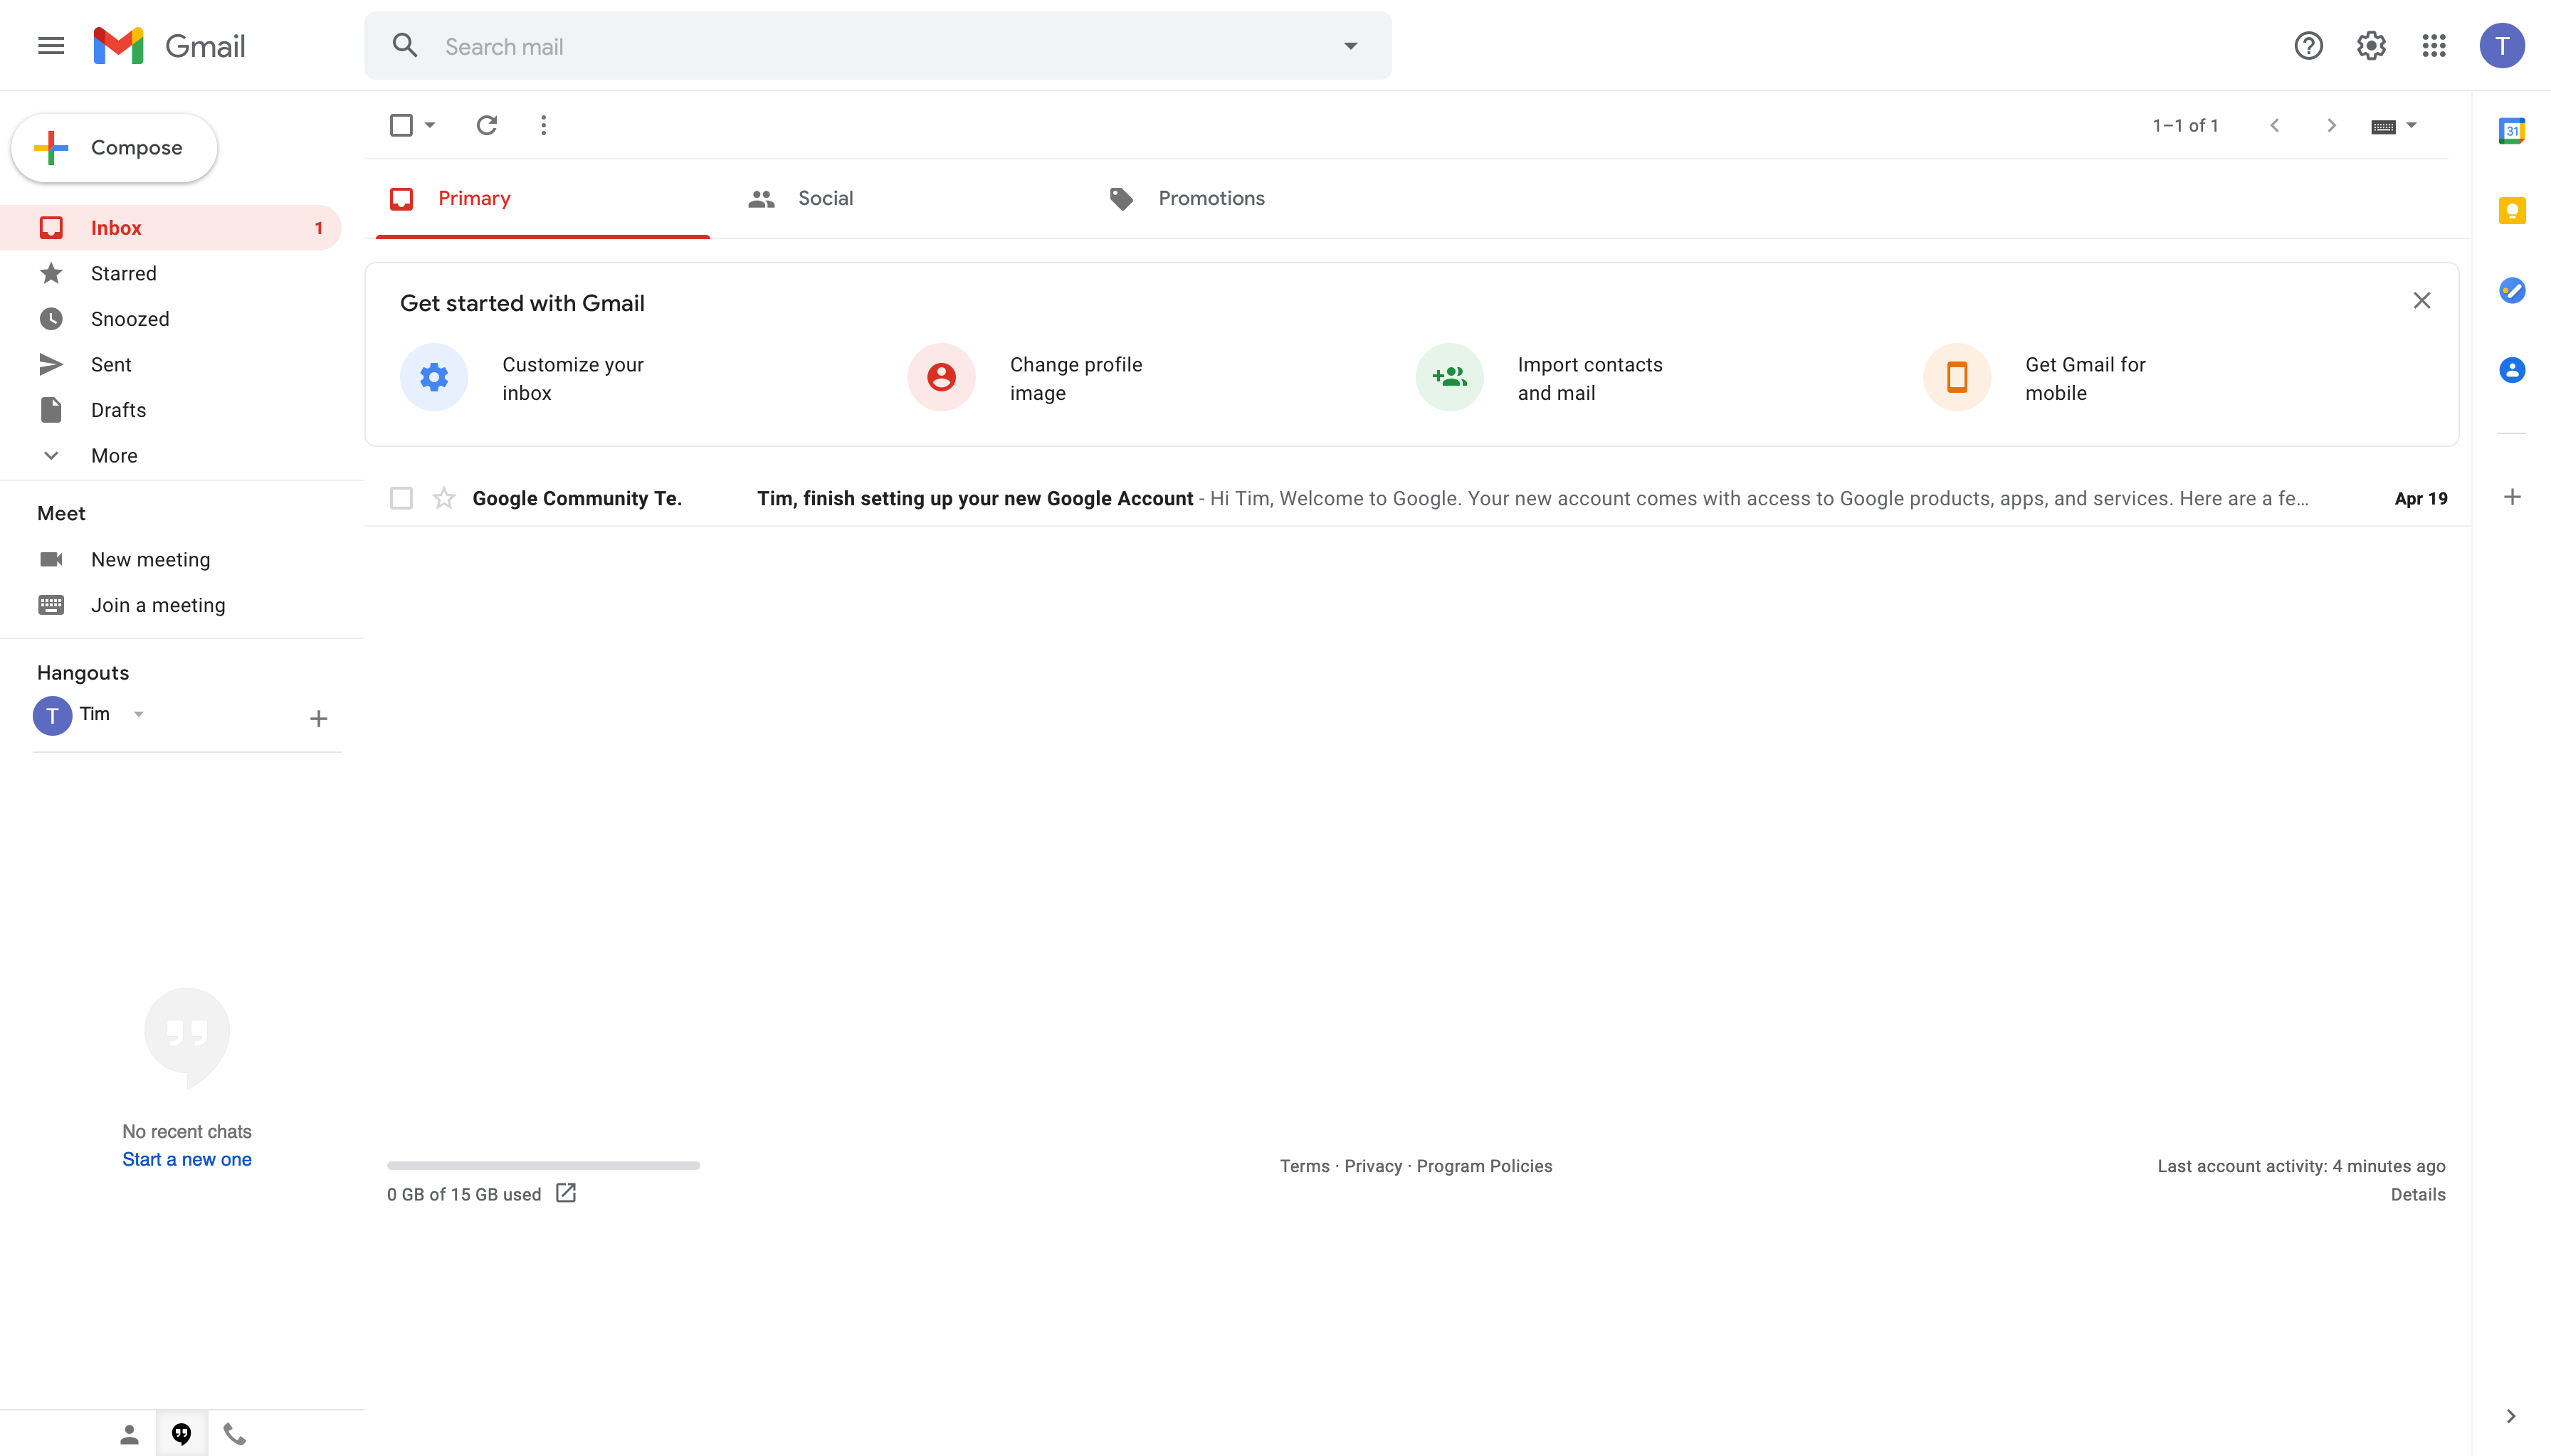 Gmail
Search mail
T
Compose
1–1 of 1
31
Primary
Social
Promotions
Inbox 1
Starred
Snoozed
Sent
Drafts
More
Get started with Gmail
Customize your
inbox
Change profile
image
Import contacts
and mail
Get Gmail for
mobile
Google Community Te. Tim, finish setting up your new Google Account - Hi Tim, Welcome to Google. Your new account comes with access to Google products, apps, and services. Here are a fe... Apr 19
Meet
New meeting
Join a meeting
Hangouts
T Tim
No recent chats
Start a new one
0 GB of 15 GB used
Terms · Privacy · Program Policies
Last account activity: 4 minutes ago
Details